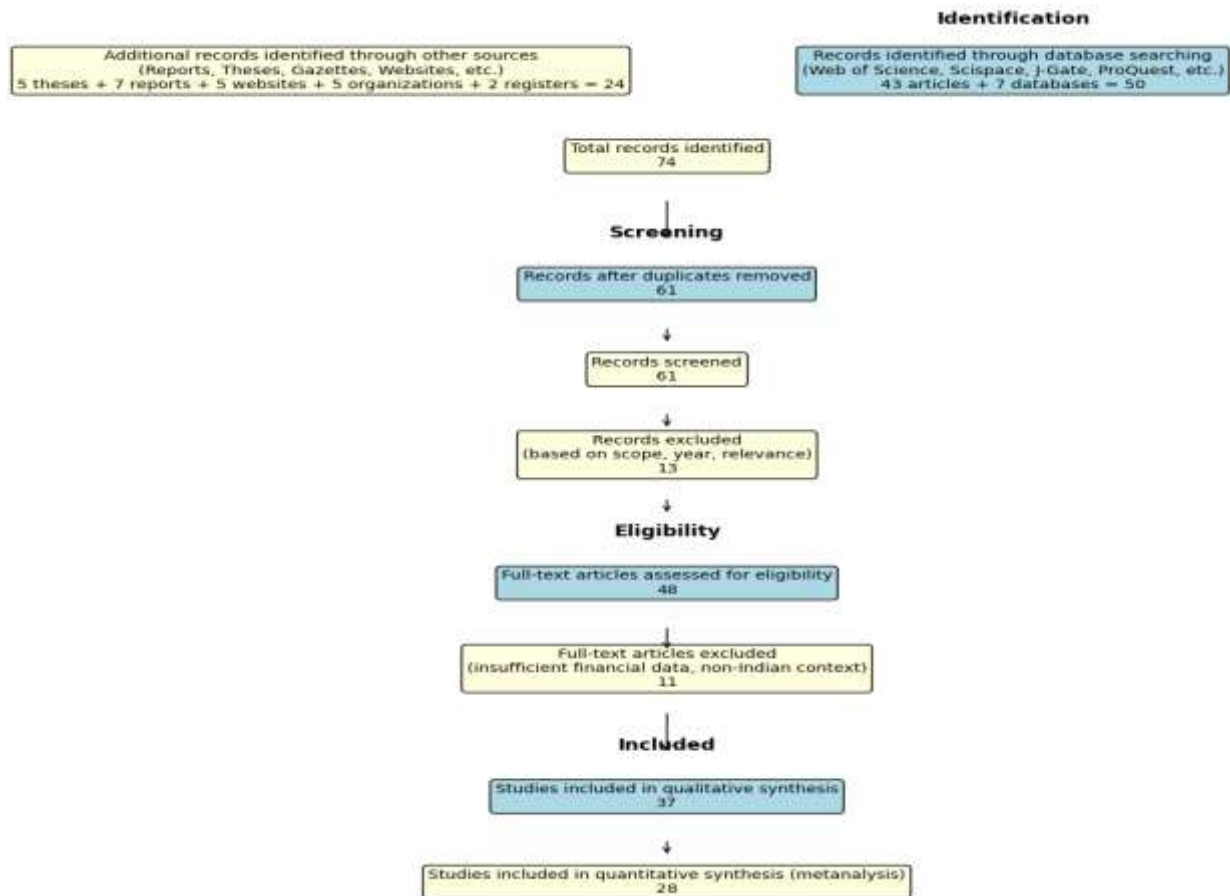 Identification
Additional records identified through other sources
(Reports, Theses, Gazettes, Websites, etc.)
5 theses + 7 reports + 5 websites + 5 organizations + 2 registers = 24
Records identified through database searching
(Web of Science, Scispace, J-Gate, ProQuest, etc.)
43 articles + 7 databases = 50
Total records identified
74
Screening
Records after duplicates removed
61
Records screened
61
Records excluded
(based on scope, year, relevance)
13
Eligibility
Full-text articles assessed for eligibility
48
Full-text articles excluded
(insufficient financial data, non-Indian context)
11
Included
Studies included in qualitative synthesis
37
Studies included in quantitative synthesis (metanalysis)
28